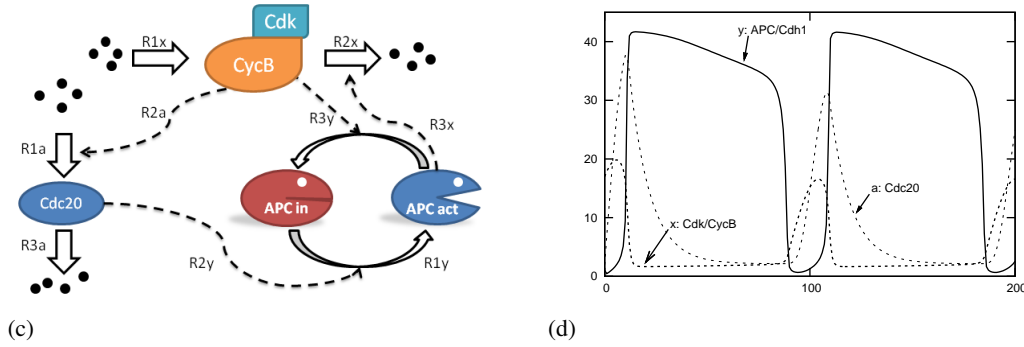 Cdk
R1x
CycB
R2x
R2a
R3y
R3x
R1a
Cdc20
APC in
APC act
R3a
R2y
R1y
(c)
y: APC/Cdh1
a: Cdc20
x: Cdk/CycB
40
30
20
10
0
0
100
200
(d)